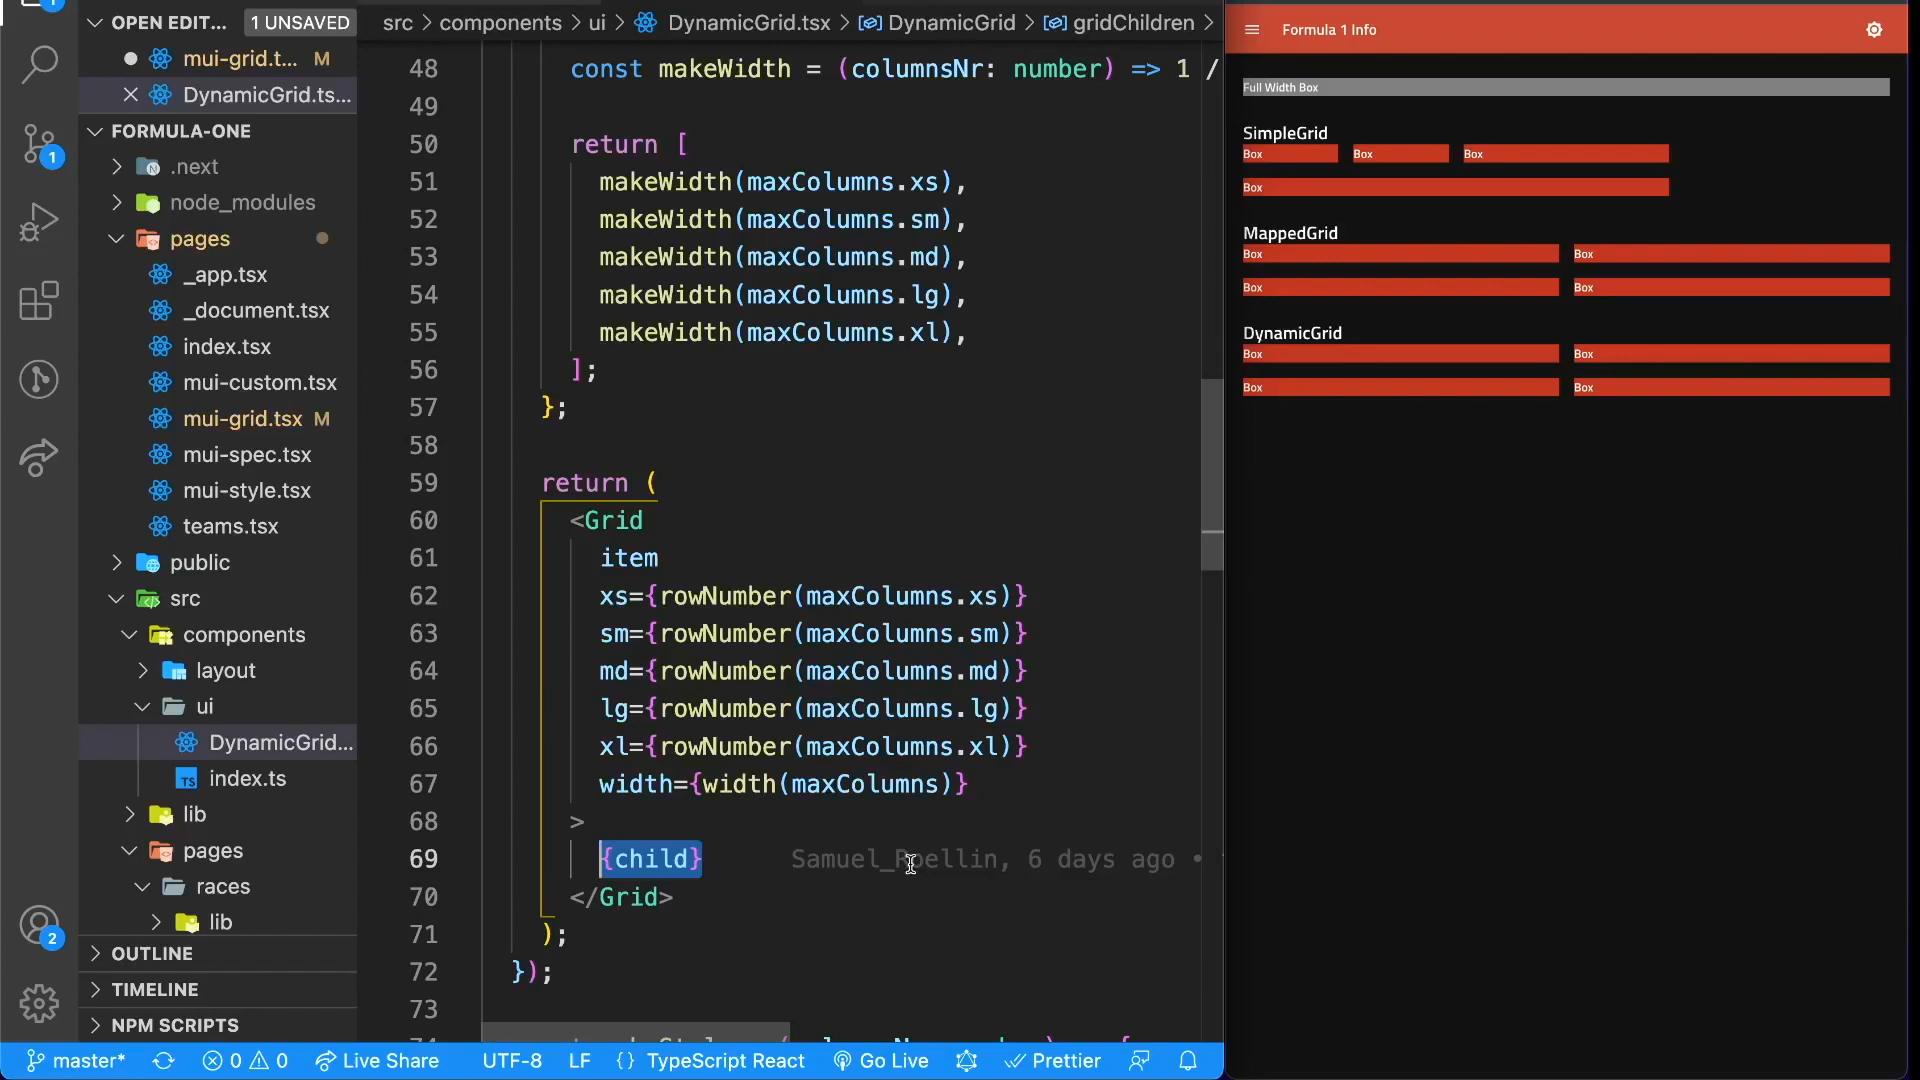 OPEN EDIT... 1 UNSAVED
mui-grid.t... M
DynamicGrid.ts...
FORMULA-ONE
.next
node_modules
pages
_app.tsx
_document.tsx
index.tsx
mui-custom.tsx
mui-grid.tsx M
mui-spec.tsx
mui-style.tsx
teams.tsx
public
src
components
layout
ui
DynamicGrid...
TS index.ts
lib
pages
races
lib
OUTLINE
TIMELINE
NPM SCRIPTS
1
2
src > components > ui > DynamicGrid.tsx > DynamicGrid > gridChildren >
48 const makeWidth = (columnsNr: number) => 1 /
49
50 return [
51 makeWidth(maxColumns.xs),
52 makeWidth(maxColumns.sm),
53 makeWidth(maxColumns.md),
54 makeWidth(maxColumns.lg),
55 makeWidth(maxColumns.xl),
56 ];
57 };
58
59 return (
60 <Grid
61 item
62 xs={rowNumber(maxColumns.xs)}
63 sm={rowNumber(maxColumns.sm)}
64 md={rowNumber(maxColumns.md)}
65 lg={rowNumber(maxColumns.lg)}
66 xl={rowNumber(maxColumns.xl)}
67 width={width(maxColumns)}
68 >
69 {child} Samuel_Roellin, 6 days ago •
70 </Grid>
71 );
72 });
73
master* 0 0 Live Share UTF-8 LF {} TypeScript React Go Live Prettier
Formula 1 Info
Full Width Box
SimpleGrid
Box Box Box
Box
MappedGrid
Box Box
Box Box
DynamicGrid
Box Box
Box Box